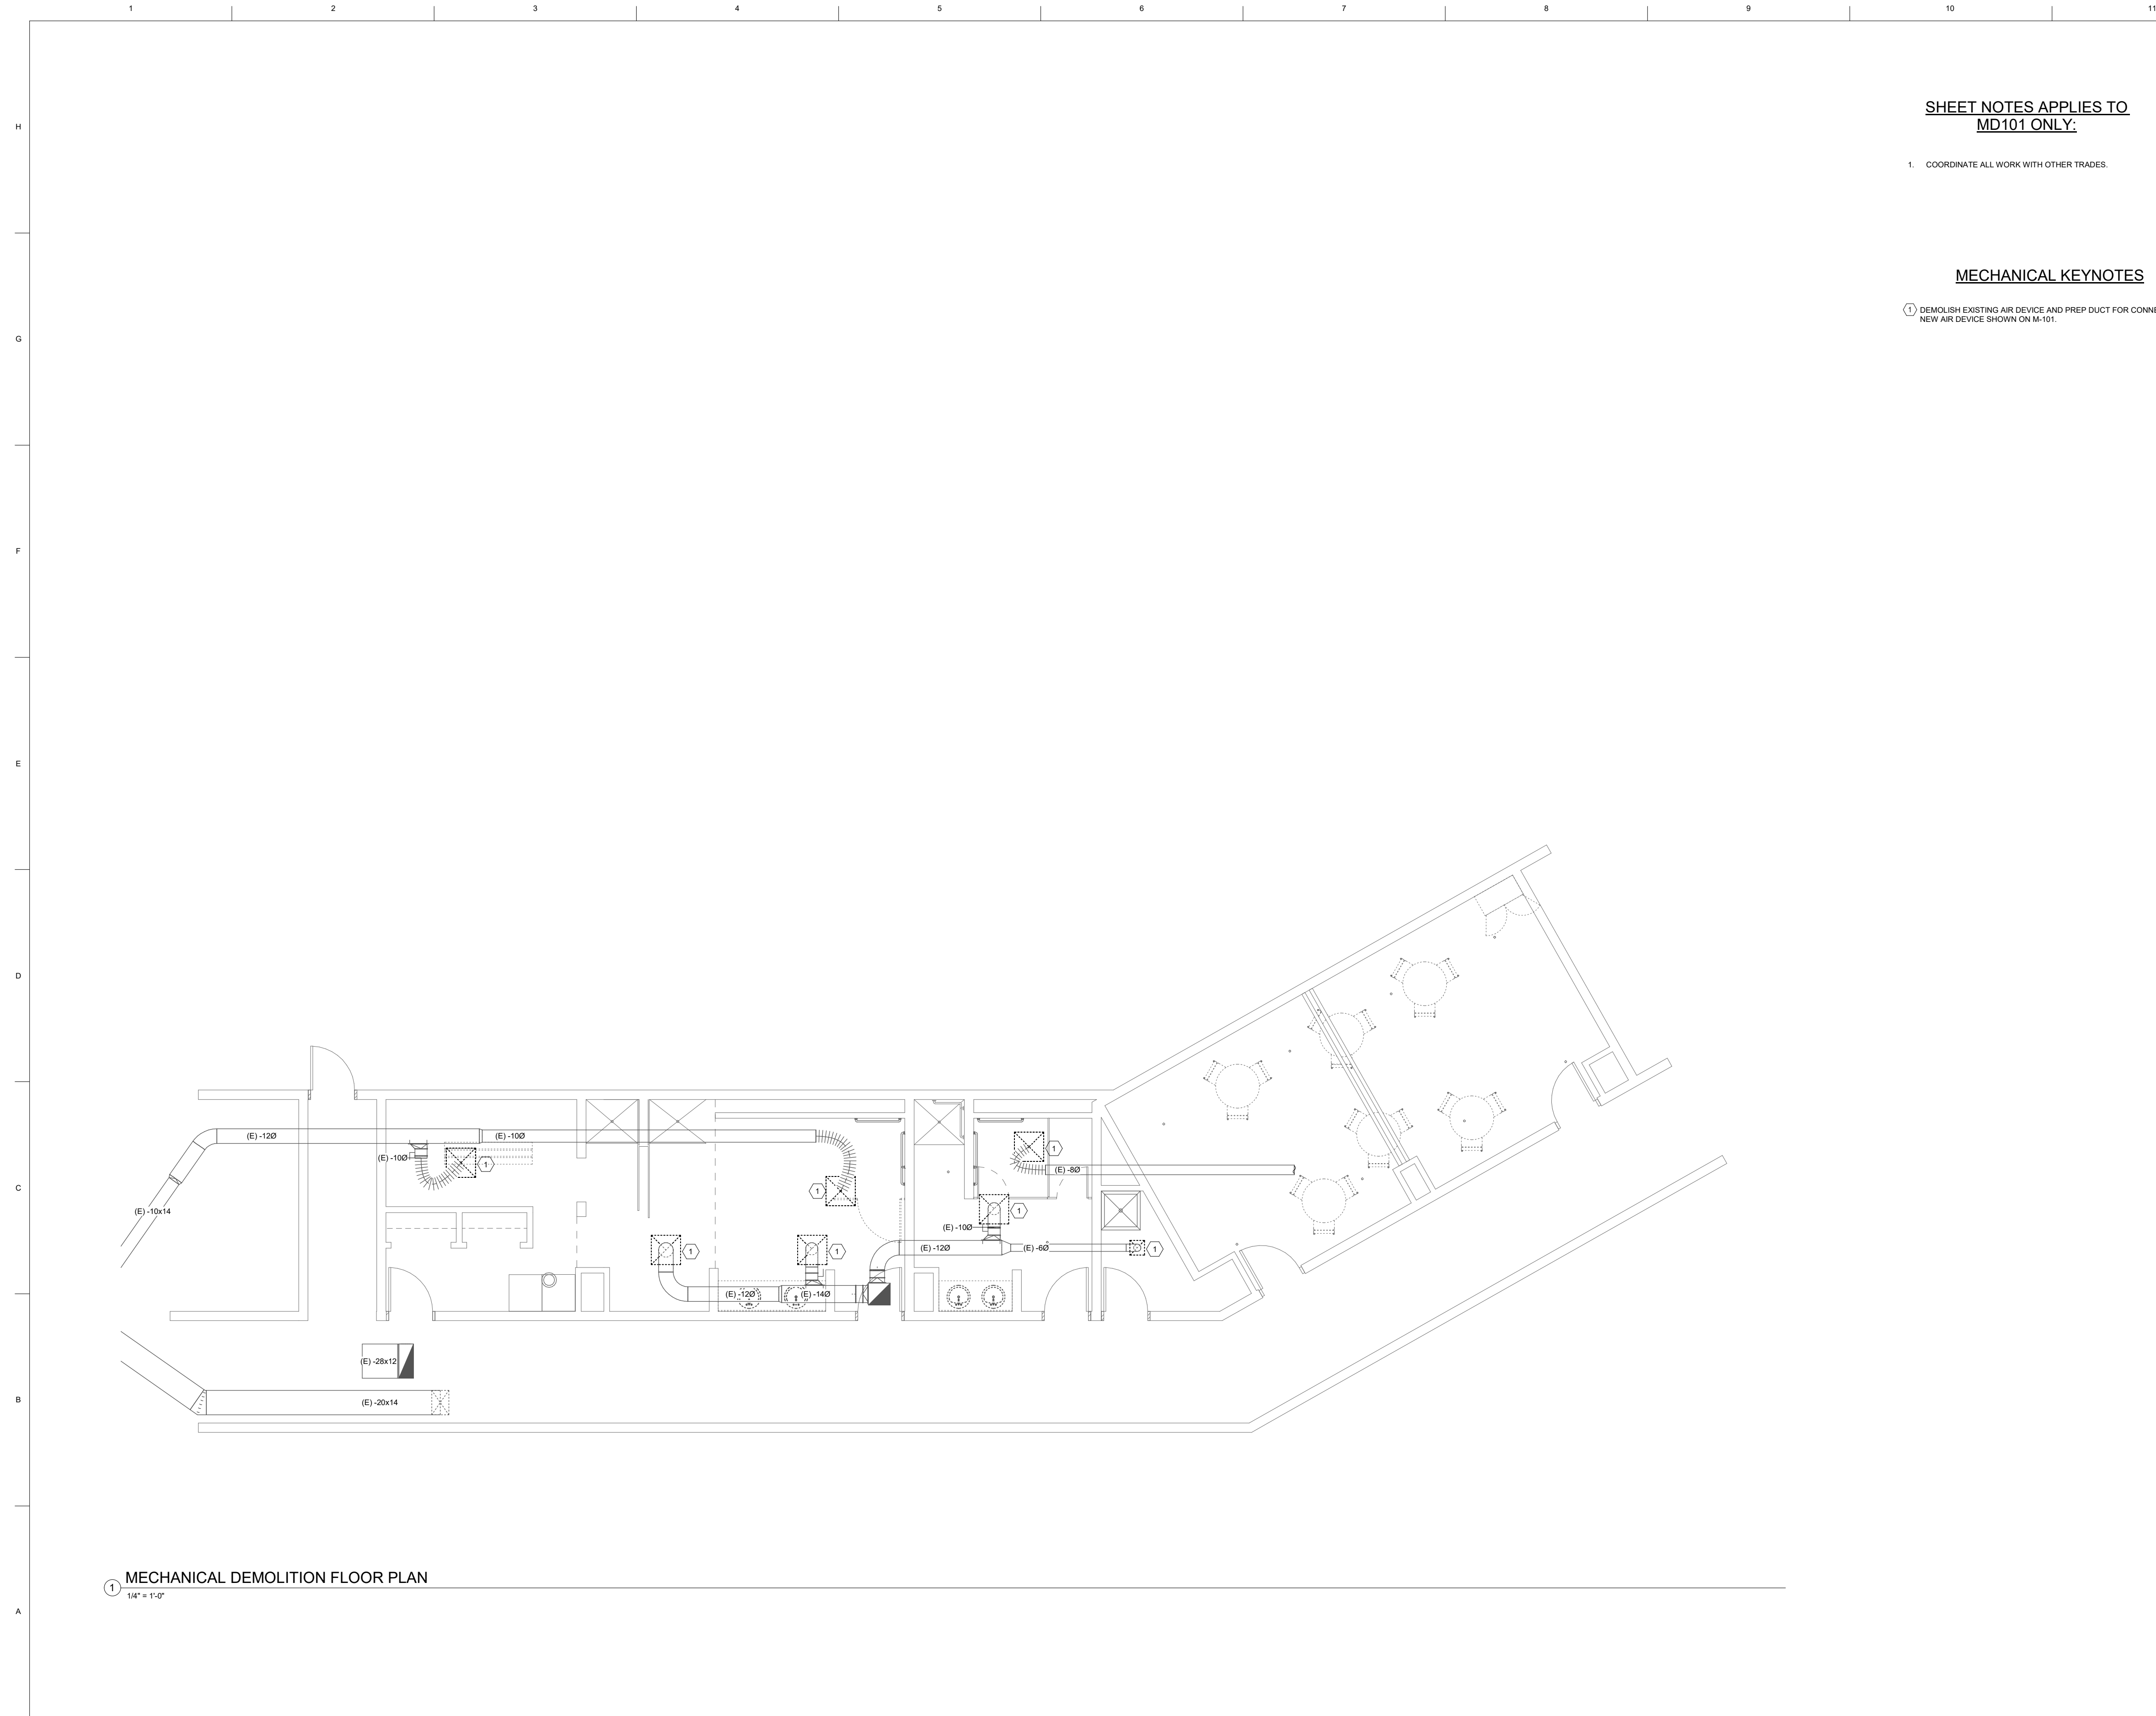 1 2 3 4 5 6 7 8 9 10 11
H
G
F
E
D
C
B
A
SHEET NOTES APPLIES TO
MD101 ONLY:
1. COORDINATE ALL WORK WITH OTHER TRADES.
MECHANICAL KEYNOTES
1 DEMOLISH EXISTING AIR DEVICE AND PREP DUCT FOR
NEW AIR DEVICE SHOWN ON M-101.
(E) -12Ø
(E) -10Ø
(E) -10Ø
1
1
(E) -8Ø
1
(E) -10x14
1
(E) -10Ø
1
1
(E) -12Ø
(E) -6Ø
1
(E) -12Ø
(E) -14Ø
(E) -28x12
(E) -20x14
1
MECHANICAL DEMOLITION FLOOR PLAN
1/4" = 1'-0"